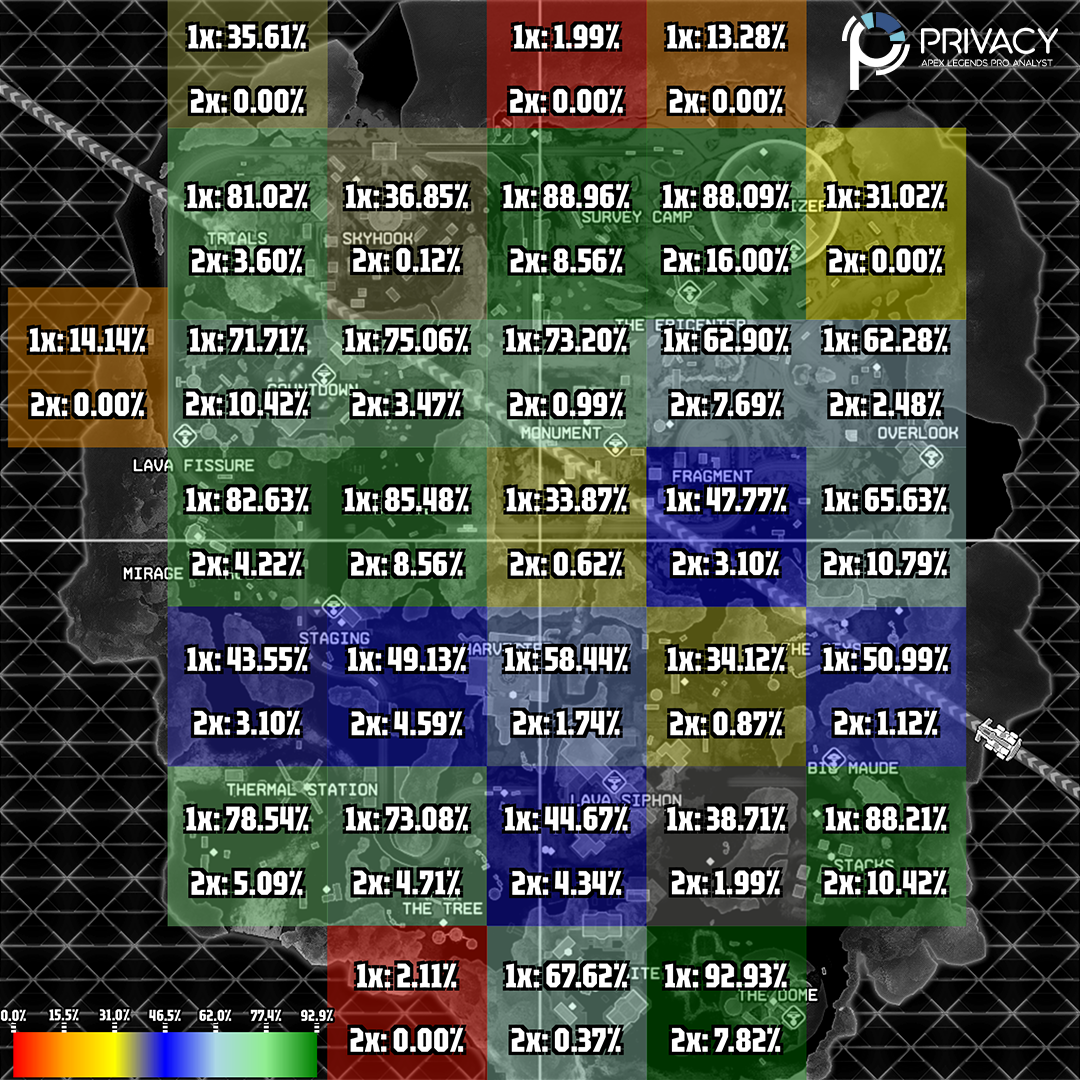 1x: 35.61% 1x: 1.99% 1x: 13.28% PRIVACY
APEX LEGENDS PRO ANALYST
2x: 0.00% 2x: 0.00% 2x: 0.00%
1x: 81.02% 1x: 36.85% 1x: 88.96% 1x: 88.09% 1x: 31.02%
SURVEY CAMP
TRIALS SKYHOOK
2x: 3.60% 2x: 0.12% 2x: 8.56% 2x: 16.00% 2x: 0.00%
THE EPICENTER
1x: 14.14% 1x: 71.71% 1x: 75.06% 1x: 73.20% 1x: 62.90% 1x: 62.28%
COUNTDOWN
2x: 0.00% 2x: 10.42% 2x: 3.47% 2x: 0.99% 2x: 7.69% 2x: 2.48%
MONUMENT OVERLOOK
LAVA FISSURE FRAGMENT
1x: 82.63% 1x: 85.48% 1x: 33.87% 1x: 47.77% 1x: 65.63%
MIRAGE 2x: 4.22% 2x: 8.56% 2x: 0.62% 2x: 3.10% 2x: 10.79%
STAGING
1x: 43.55% 1x: 49.13% 1x: 58.44% 1x: 34.12% THE 1x: 50.99%
2x: 3.10% 2x: 4.59% 2x: 1.74% 2x: 0.87% 2x: 1.12%
BIG MAUDE
THERMAL STATION LAVA SIPHON
1x: 78.54% 1x: 73.08% 1x: 44.67% 1x: 38.71% 1x: 88.21%
STACKS
2x: 5.09% 2x: 4.71% 2x: 4.34% 2x: 1.99% 2x: 10.42%
THE TREE
1x: 2.11% 1x: 67.62% 1x: 92.93%
THE DOME
2x: 0.00% 2x: 0.37% 2x: 7.82%
0.0% 15.5% 31.0% 46.5% 62.0% 77.4% 92.9%